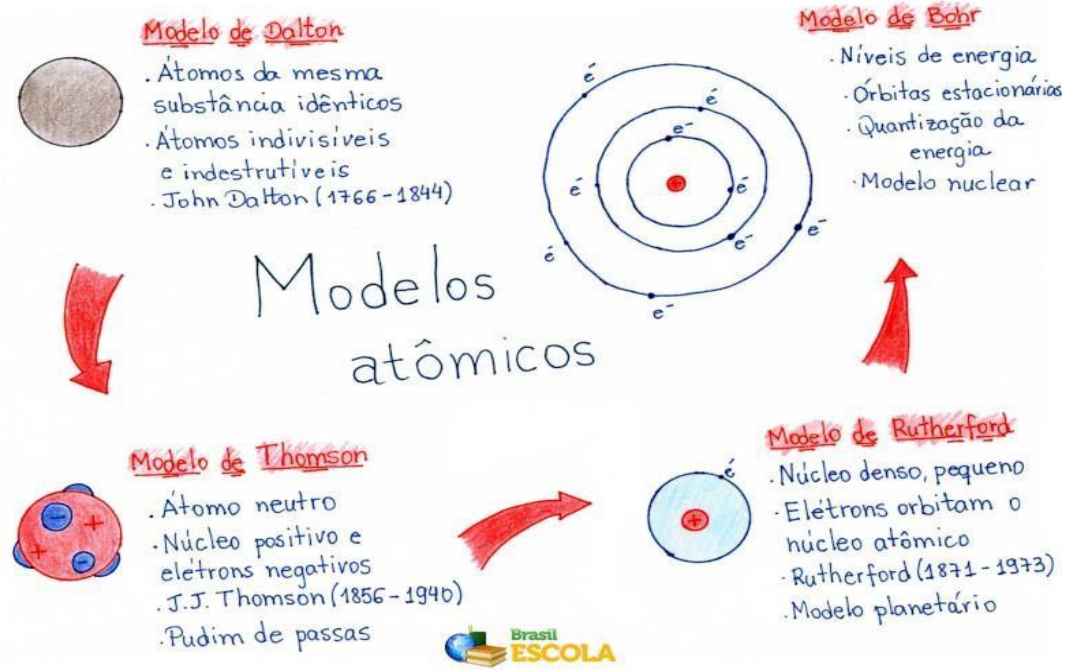 Modelo de Dalton
. Átomos da mesma
substância idênticos
. Átomos indivisíveis
e indestrutíveis
. John Dalton (1766-1844)
Modelos
atômicos
Modelo de Thomson
. Átomo neutro
. Núcleo positivo e
elétrons negativos
. J.J. Thomson (1856-1940)
. Pudim de passas
Modelo de Rutherford
. Núcleo denso, pequeno
. Elétrons orbitam o
núcleo atômico
. Rutherford (1871-1973)
. Modelo planetário
Modelo de Bohr
. Níveis de energia
. Órbitas estacionárias
. Quantização da
energia
. Modelo nuclear
é
é
e-
é
é
e-
e-
é
e-
+
-
+
+
-
+
é
Brasil
ESCOLA